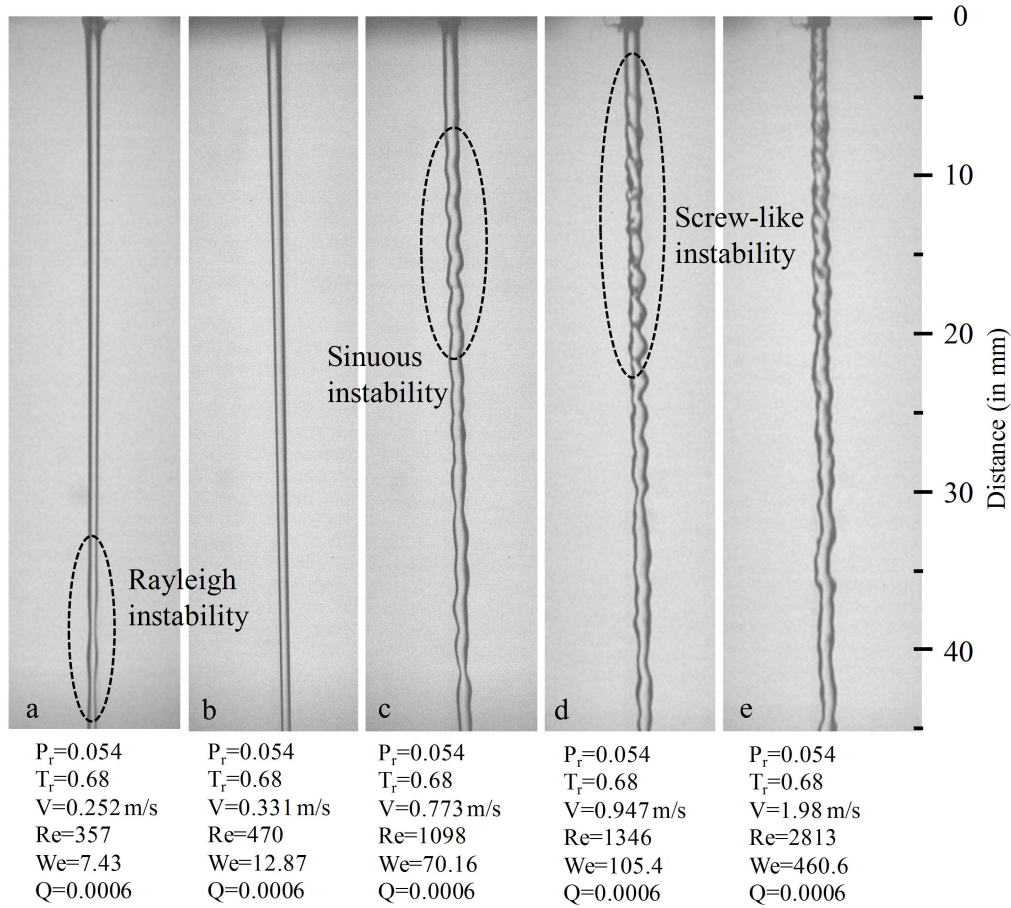 0
10
Screw-like
instability
20
Sinuous
instability
Distance (in mm)
30
Rayleigh
instability
40
a
b
c
d
e
Pr=0.054
Tr=0.68
V=0.252 m/s
Re=357
We=7.43
Q=0.0006
Pr=0.054
Tr=0.68
V=0.331 m/s
Re=470
We=12.87
Q=0.0006
Pr=0.054
Tr=0.68
V=0.773 m/s
Re=1098
We=70.16
Q=0.0006
Pr=0.054
Tr=0.68
V=0.947 m/s
Re=1346
We=105.4
Q=0.0006
Pr=0.054
Tr=0.68
V=1.98 m/s
Re=2813
We=460.6
Q=0.0006